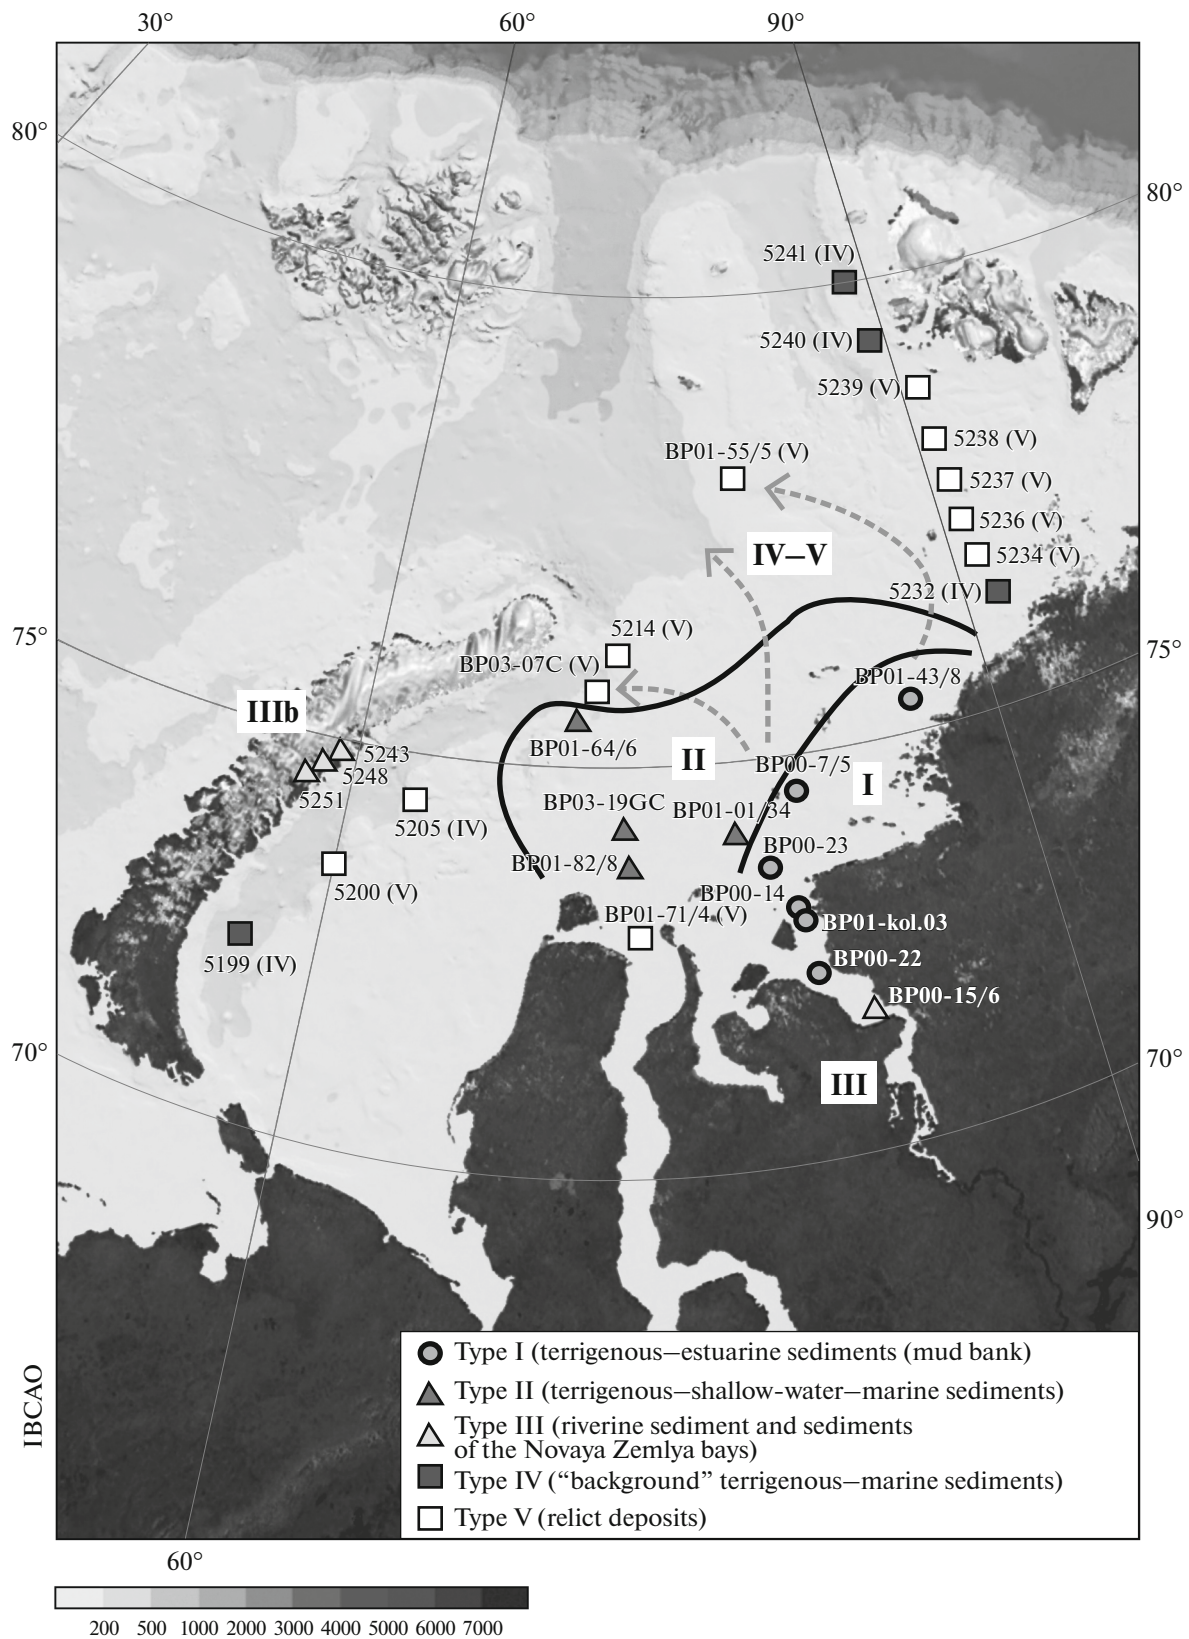 30°
60°
90°
80°
80°
5241 (IV)
5240 (IV)
5239 (V)
5238 (V)
BP01-55/5 (V)
5237 (V)
5236 (V)
IV–V
5234 (V)
5232 (IV)
75°
5214 (V)
75°
BP03-07C (V)
BP01-43/8
IIIb
BP01-64/6
5243
II
BP00-7/5
5248
I
5251
BP03-19GC
BP01-01/34
5205 (IV)
BP00-23
BP01-82/8
5200 (V)
BP00-14
BP01-71/4 (V)
BP01-kol.03
5199 (IV)
BP00-22
BP00-15/6
70°
70°
III
90°
Type I (terrigenous–estuarine sediments (mud bank)
Type II (terrigenous–shallow-water–marine sediments)
Type III (riverine sediment and sediments
of the Novaya Zemlya bays)
Type IV (“background” terrigenous–marine sediments)
Type V (relict deposits)
IBCAO
60°
200 500 1000 2000 3000 4000 5000 6000 7000